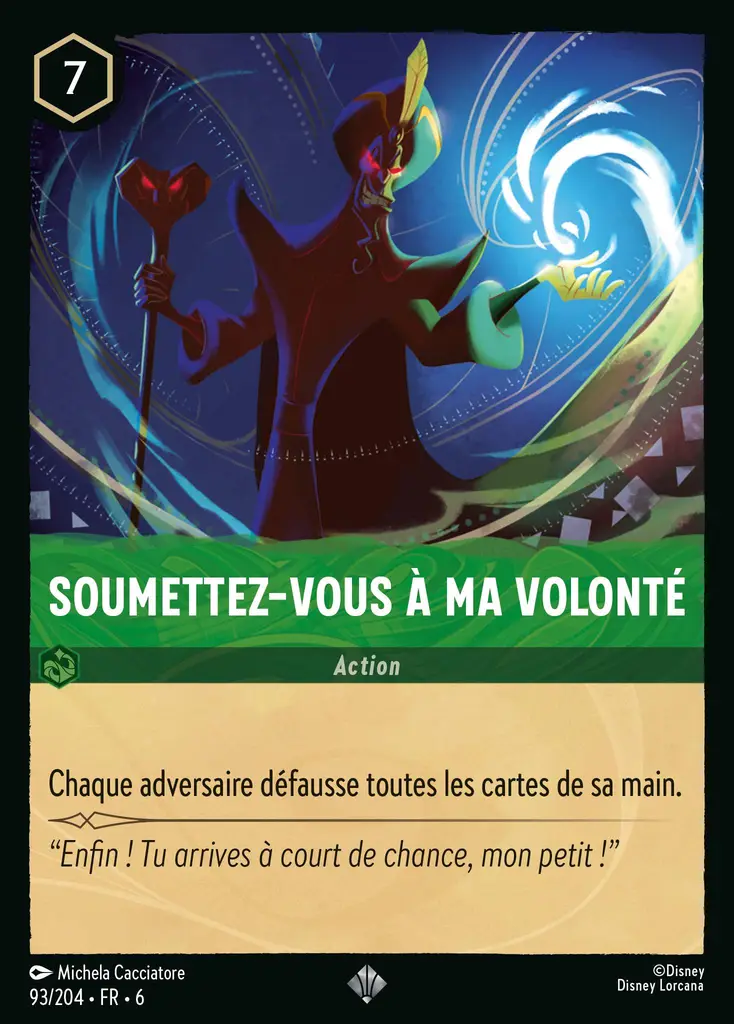 7
SOUMETTEZ-VOUS À MA VOLONTÉ
Action
Chaque adversaire défausse toutes les cartes de sa main.
“Enfin ! Tu arrives à court de chance, mon petit !”
Michela Cacciatore
©Disney
93/204 • FR • 6
Disney Lorcana